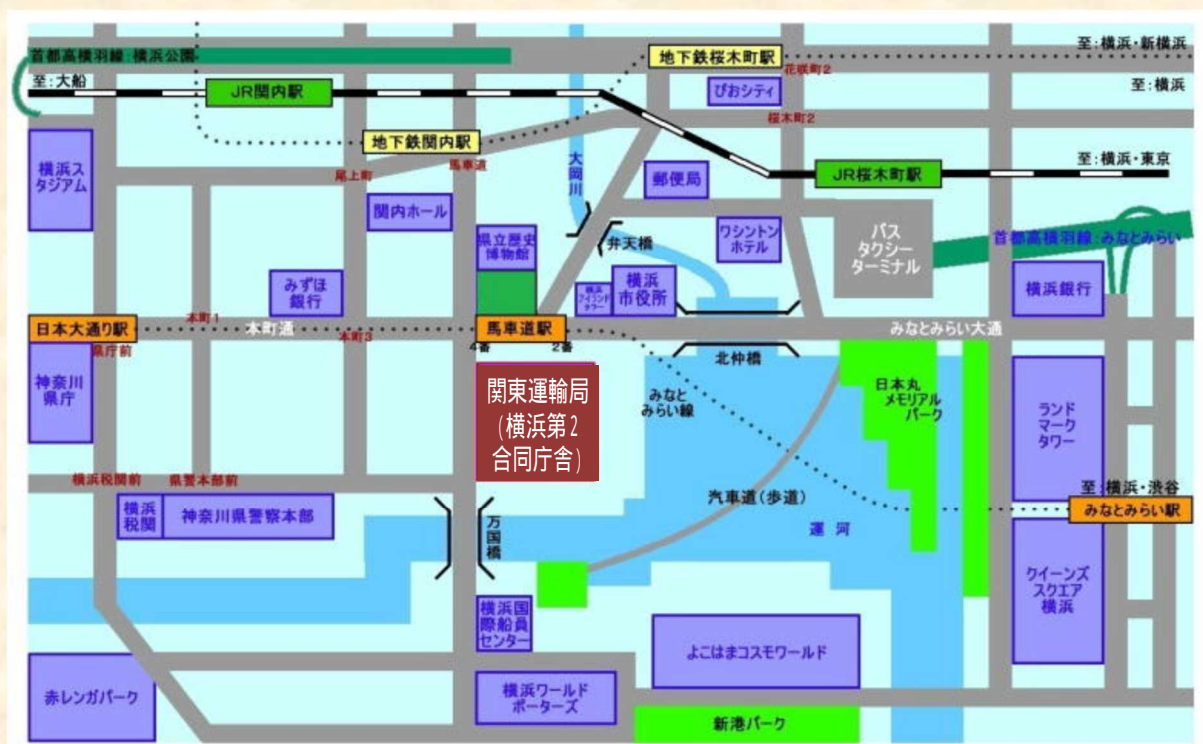 首都高横羽線:横浜公園
至:大船
JR関内駅
地下鉄桜木町駅
花咲町2
至:横浜・新横浜
ぴおシティ
至:横浜
桜木町2
地下鉄関内駅
馬車道
尾上町
大岡川
至:横浜・東京
JR桜木町駅
横浜ス
タジアム
郵便局
関内ホール
県立歴史
博物館
弁天橋
ワシントン
ホテル
バス
タクシー
ターミナル
首都高横羽線:みなとみらい
みずほ
銀行
横浜
アイランド
タワー
横浜
市役所
横浜銀行
日本大通り駅
本町1
本町通
本町3
馬車道駅
みなとみらい大通
県庁前
4番
2番
北仲橋
神奈川
県庁
関東運輸局
(横浜第2
合同庁舎)
みなと
みらい線
日本丸
メモリアル
パーク
ランド
マーク
タワー
横浜税関前
県警本部前
汽車道(歩道)
至:横浜・渋谷
みなとみらい駅
横浜
税関
神奈川県警察本部
万国橋
運河
クイーンズ
スクエア
横浜
横浜国
際船員
センター
よこはまコスモワールド
赤レンガパーク
横浜ワールド
ポーターズ
新港パーク